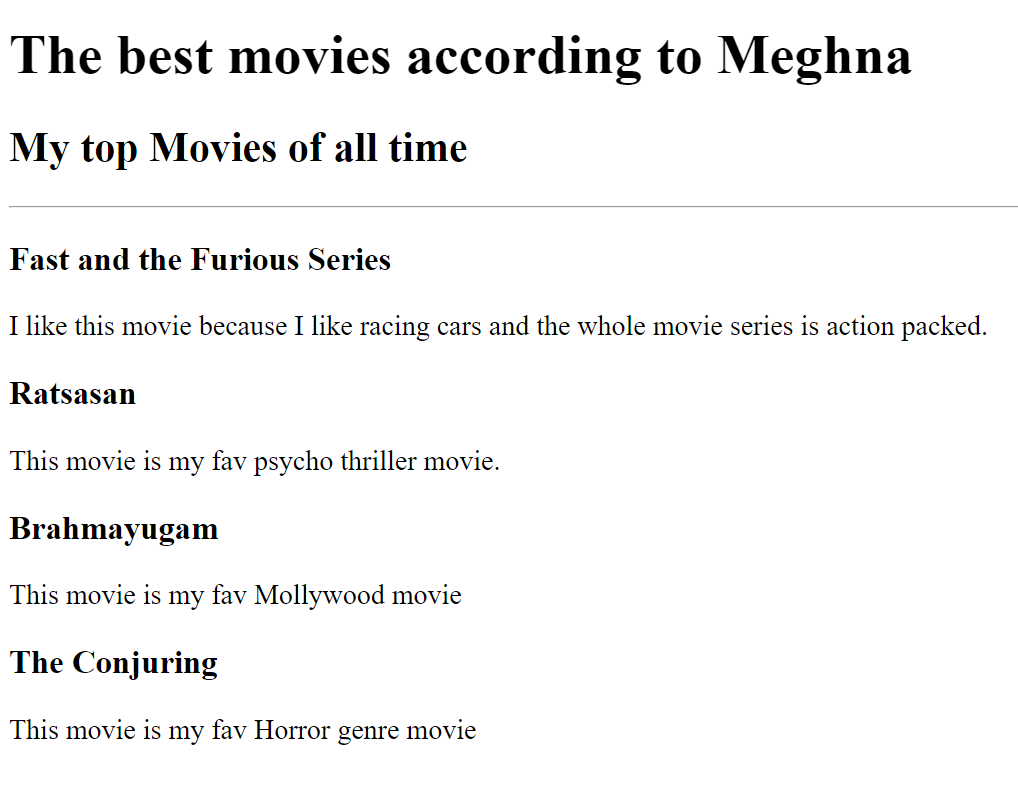 The best movies according to Meghna
My top Movies of all time
Fast and the Furious Series
I like this movie because I like racing cars and the whole movie series is action packed.
Ratsasan
This movie is my fav psycho thriller movie.
Brahmayugam
This movie is my fav Mollywood movie
The Conjuring
This movie is my fav Horror genre movie